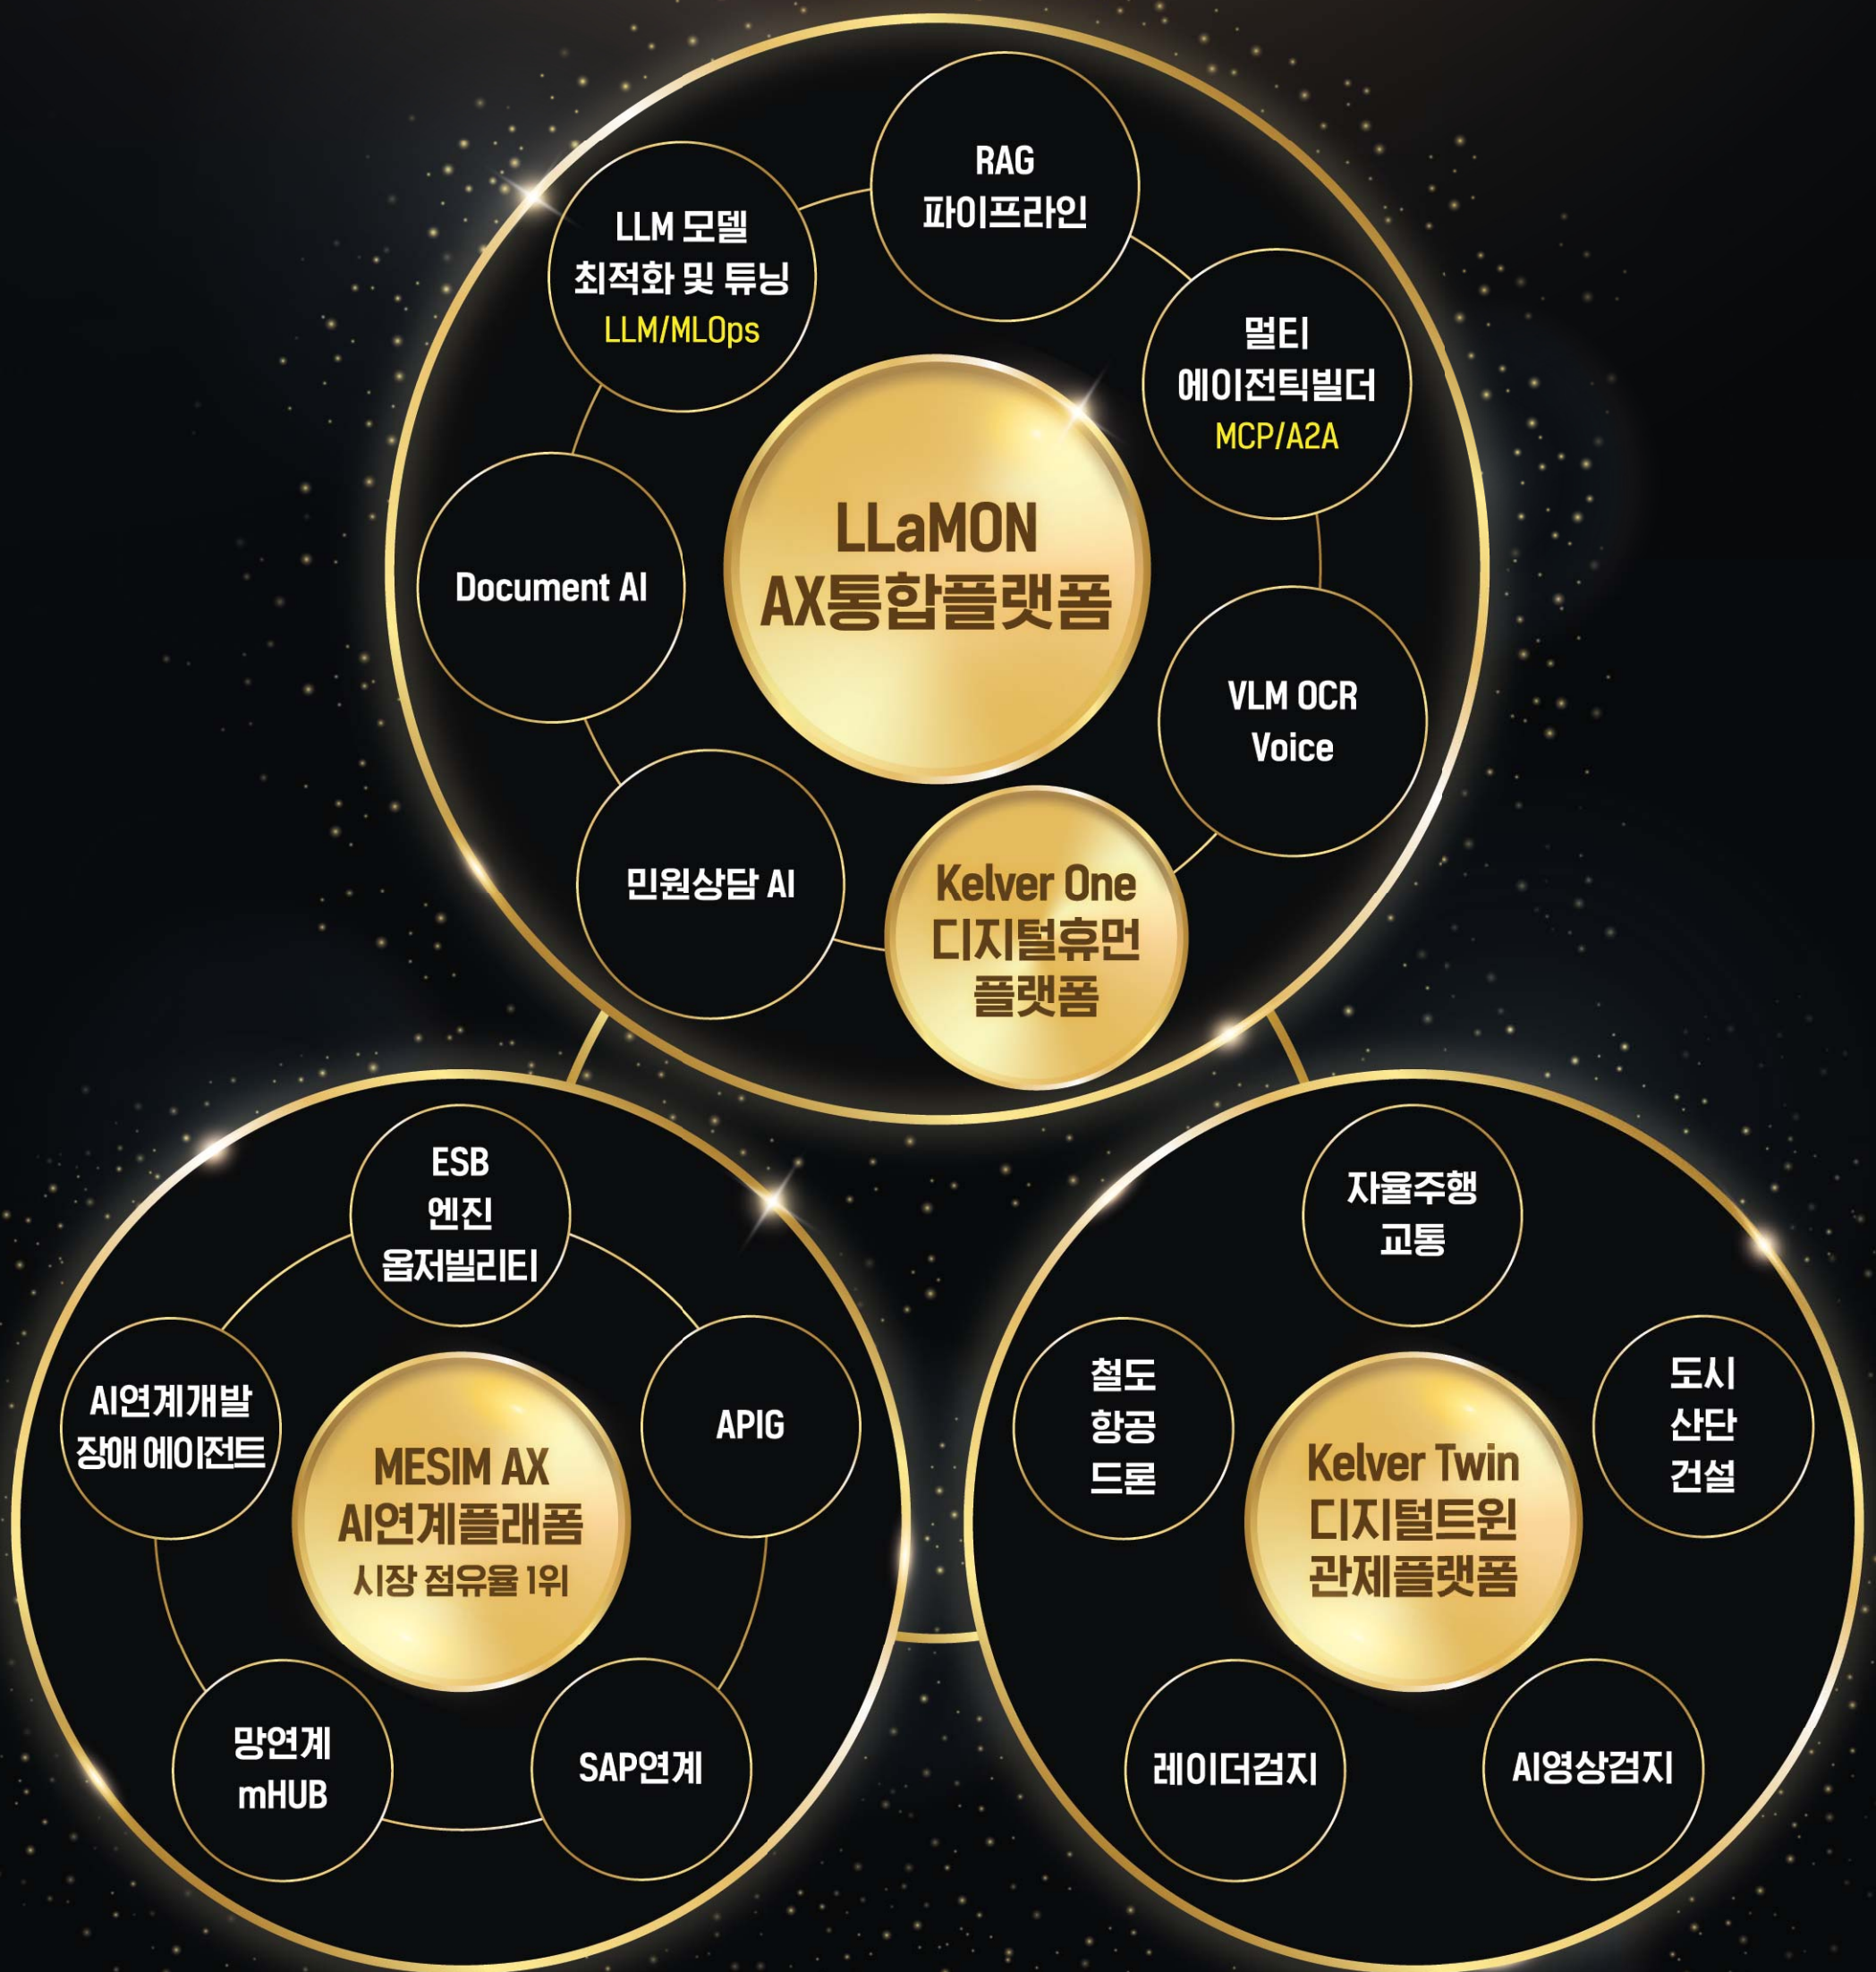 RAG
파이프라인
LLM 모델
최적화 및 튜닝
LLM/MLOps
멀티
에이전틱빌더
MCP/A2A
LLaMON
AX통합플랫폼
Document AI
VLM OCR
Voice
민원상담 AI
Kelver One
디지털휴먼
플랫폼
ESB
엔진
옵저빌리티
AI연계개발
장애 에이전트
APIG
MESIM AX
AI연계플래폼
시장 점유율 1위
망연계
mHUB
SAP연계
자율주행
교통
철도
항공
드론
도시
산단
건설
Kelver Twin
디지털트윈
관제플랫폼
레이더검지
AI영상검지